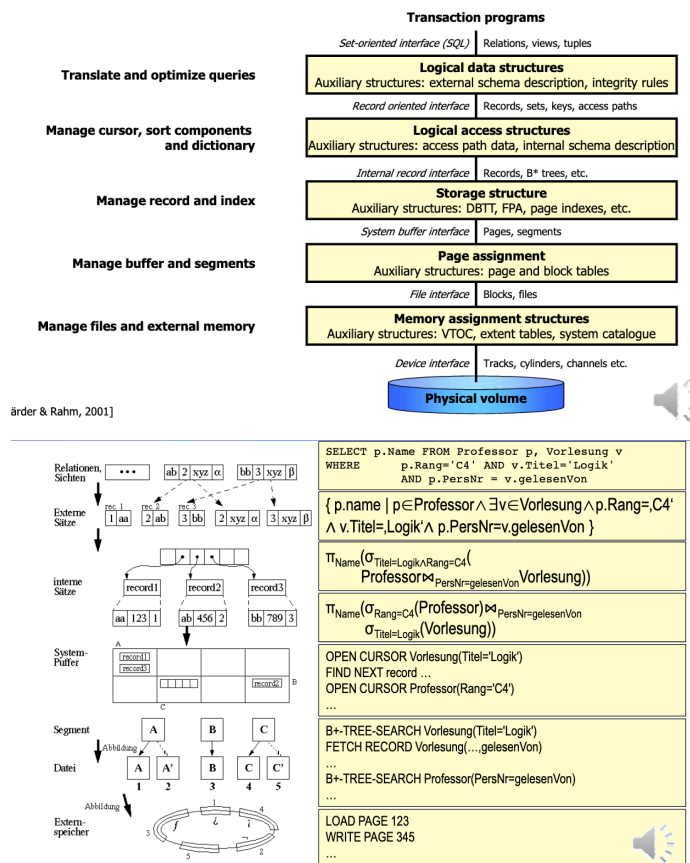 Transaction programs
Set-oriented interface (SQL) Relations, views, tuples
Translate and optimize queries
Logical data structures
Auxiliary structures: external schema description, integrity rules
Record oriented interface Records, sets, keys, access paths
Manage cursor, sort components
and dictionary
Logical access structures
Auxiliary structures: access path data, internal schema description
Internal record interface Records, B* trees, etc.
Manage record and index
Storage structure
Auxiliary structures: DBTT, FPA, page indexes, etc.
System buffer interface Pages, segments
Manage buffer and segments
Page assignment
Auxiliary structures: page and block tables
File interface Blocks, files
Manage files and external memory
Memory assignment structures
Auxiliary structures: VTOC, extent tables, system catalogue
Device interface Tracks, cylinders, channels etc.
Physical volume
ärder & Rahm, 2001]
Relationen,
Sichten
• • • ab 2 xyz α bb 3 xyz β
Externe
Sätze
rec. 1 rec. 2 rec. 3
1 aa 2 ab 3 bb 2 xyz α 3 xyz β
interne
Sätze
record1 record2 record3
aa 123 1 ab 456 2 bb 789 3
System-
Puffer
A
record1
record3
record2 B
C
Segment A B C
Abbildung
Datei A A' B C C'
1 2 3 4 5
Abbildung
Extern-
speicher
1 4
3
5 2
SELECT p.Name FROM Professor p, Vorlesung v
WHERE p.Rang='C4' AND v.Titel='Logik'
AND p.PersNr = v.gelesenVon
{ p.name | p∈Professor∧∃v∈Vorlesung∧p.Rang=‚C4‘
∧ v.Titel=‚Logik‘∧ p.PersNr=v.gelesenVon }
πName(σTitel=Logik∧Rang=C4(
Professor⋈PersNr=gelesenVonVorlesung))
πName(σRang=C4(Professor)⋈PersNr=gelesenVon
σTitel=Logik(Vorlesung))
OPEN CURSOR Vorlesung(Titel='Logik')
FIND NEXT record …
OPEN CURSOR Professor(Rang='C4')
…
B+-TREE-SEARCH Vorlesung(Titel='Logik')
FETCH RECORD Vorlesung(…,gelesenVon)
…
B+-TREE-SEARCH Professor(PersNr=gelesenVon)
…
LOAD PAGE 123
WRITE PAGE 345
…